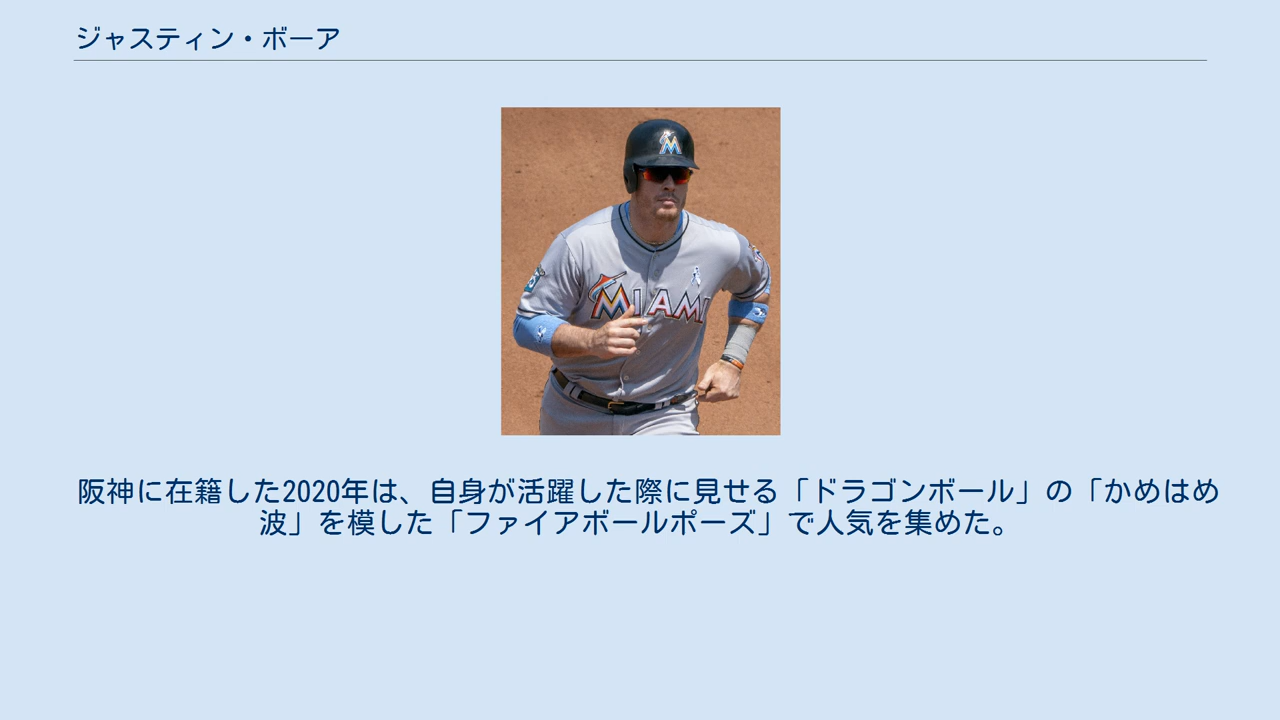 ジャスティン・ボーア
M
MIAMI
阪神に在籍した2020年は、自身が活躍した際に見せる「ドラゴンボール」の「かめはめ
波」を模した「ファイアボールポーズ」で人気を集めた。